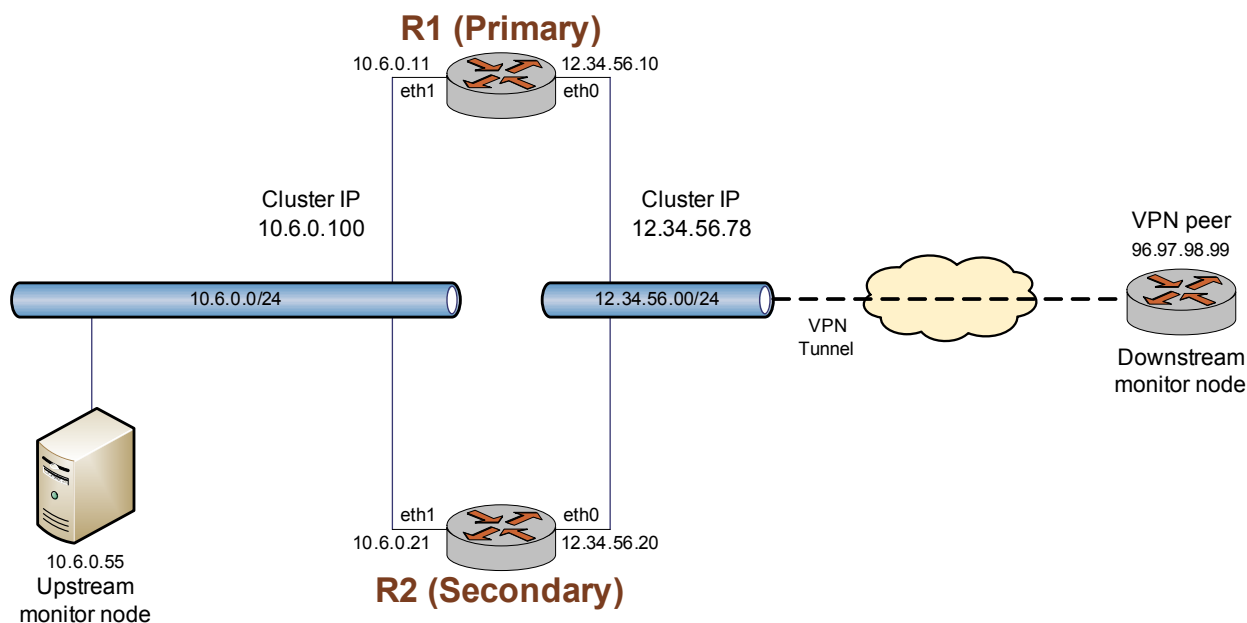 R1 (Primary)
10.6.0.11
12.34.56.10
eth1
eth0
Cluster IP
10.6.0.100
Cluster IP
12.34.56.78
VPN peer
96.97.98.99
10.6.0.0/24
12.34.56.00/24
VPN
Tunnel
Downstream
monitor node
eth1
eth0
10.6.0.21
12.34.56.20
R2 (Secondary)
10.6.0.55
Upstream
monitor node